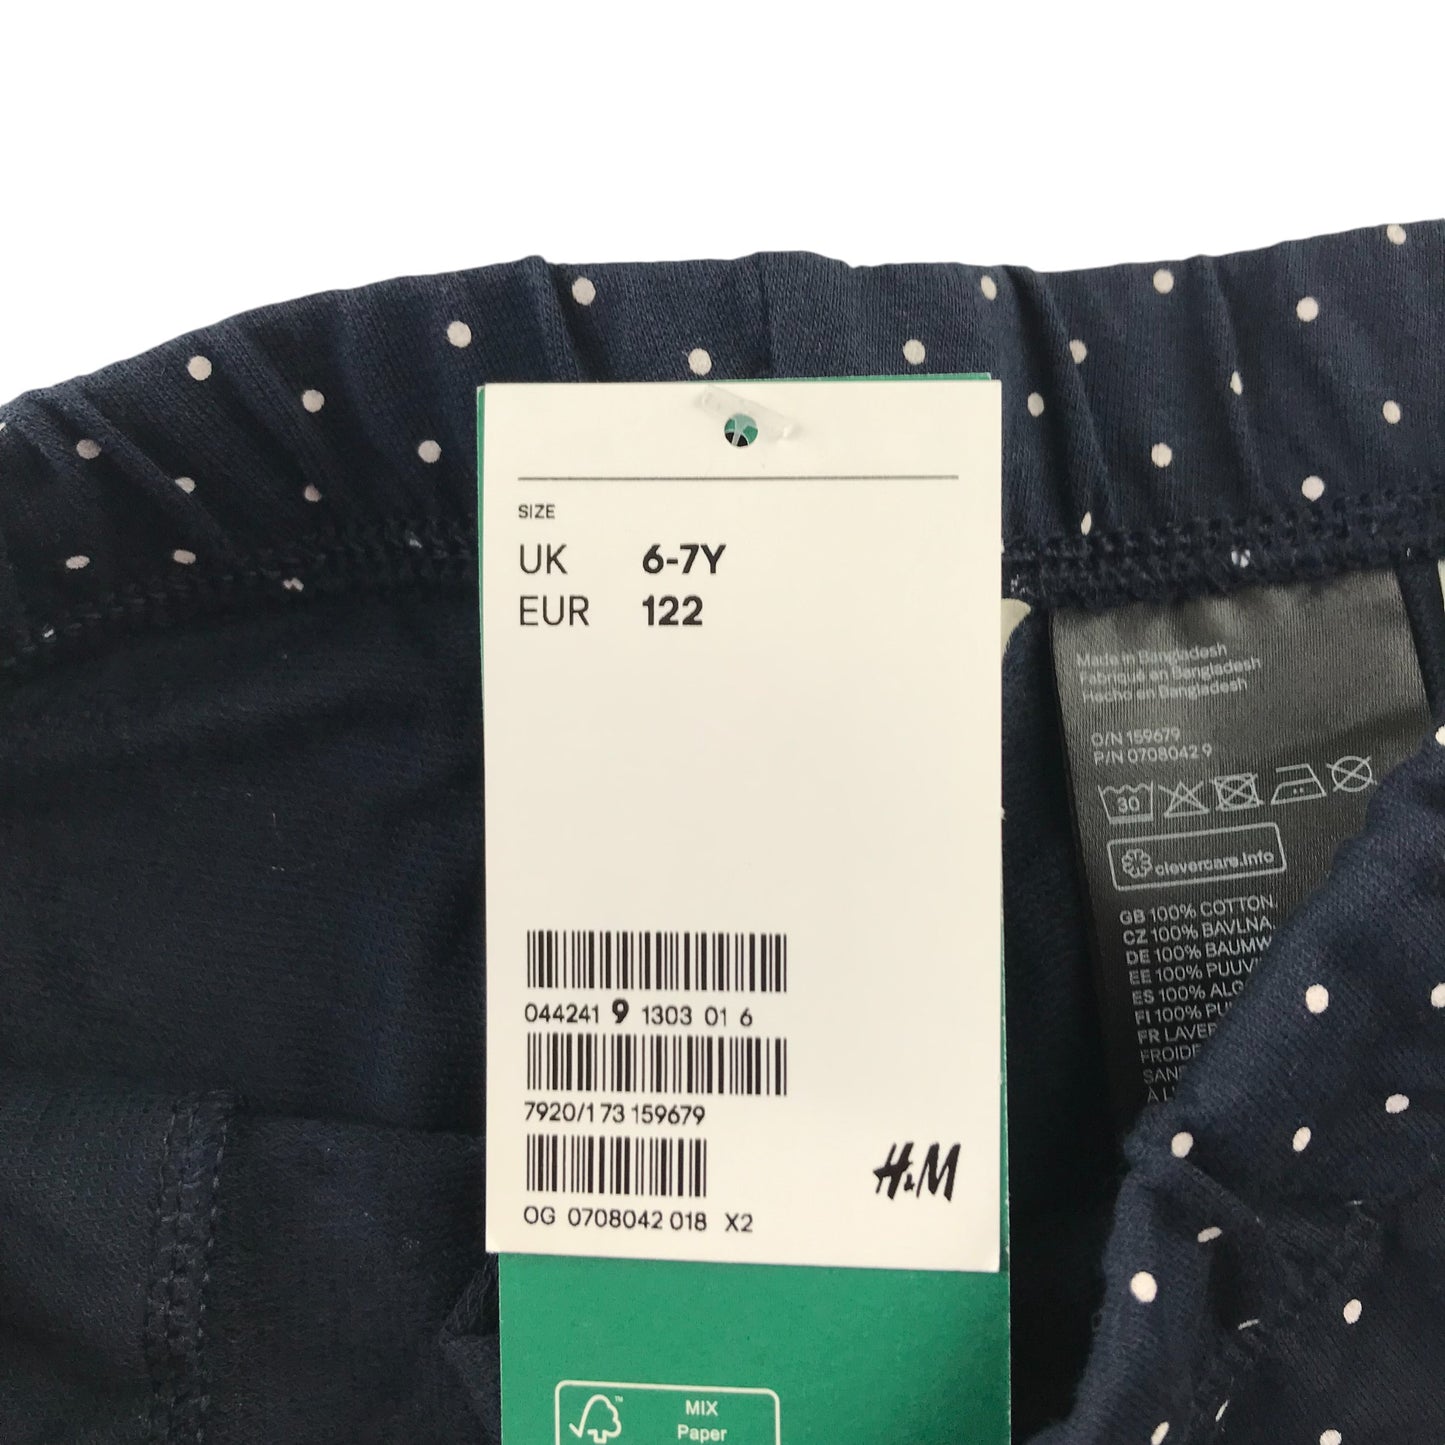 SIZE
UK 6-7Y
EUR 122
044241 9 1303 01 6
7920/1 73 159679
OG 0708042 018 X2
H&M
MIX
Paper
Made in Bangladesh
Fabriqué en Bangladesh
Hecho en Bangladesh
O/N 159679
P/N 0708042 9
30
clevercare.info
GB 100% COTTON.
CZ 100% BAVLNA.
DE 100% BAUMW
EE 100% PUUVI
ES 100% ALG
FI 100% PU
FR LAVER
FROIDE
SANS
À L'